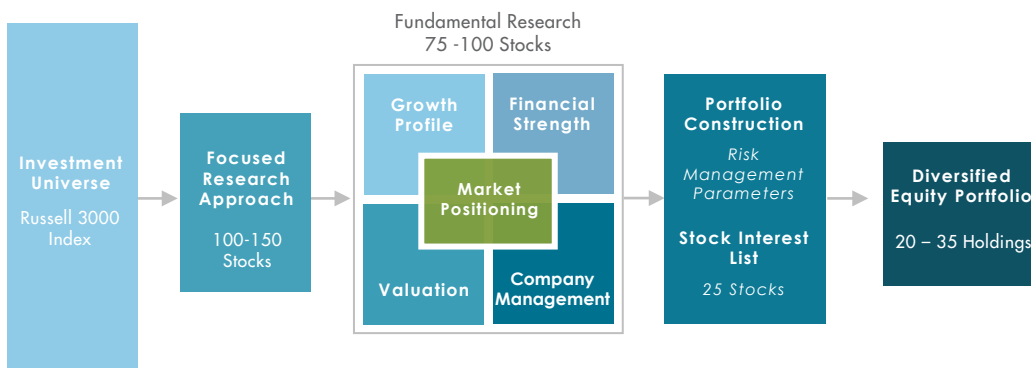 Investment
Universe
Russell 3000
Index
Focused
Research
Approach
100-150
Stocks
Fundamental Research
75 -100 Stocks
Growth
Profile
Financial
Strength
Market
Positioning
Valuation
Company
Management
Portfolio
Construction
Risk
Management
Parameters
Stock Interest
List
25 Stocks
Diversified
Equity Portfolio
20 – 35 Holdings